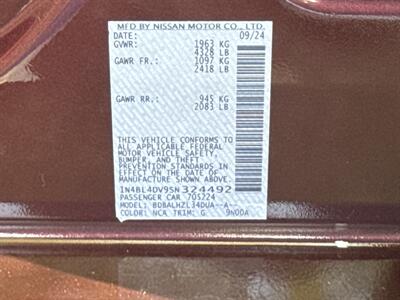 MFD BY NISSAN MOTOR CO., LTD.
DATE: 09/24
GVWR: 1963 KG
4328 LB
GAWR FR.: 1097 KG
2418 LB
GAWR RR.: 945 KG
2083 LB
THIS VEHICLE CONFORMS TO
ALL APPLICABLE FEDERAL
MOTOR VEHICLE SAFETY,
BUMPER, AND THEFT
PREVENTION STANDARDS IN
EFFECT ON THE DATE OF
MANUFACTURE SHOWN ABOVE.
1N4BL4DV9SN324492
PASSENGER CAR 705224
MODEL: BDBALHZL34DUA--A--
COLOR: NCA TRIM: G 9N00A